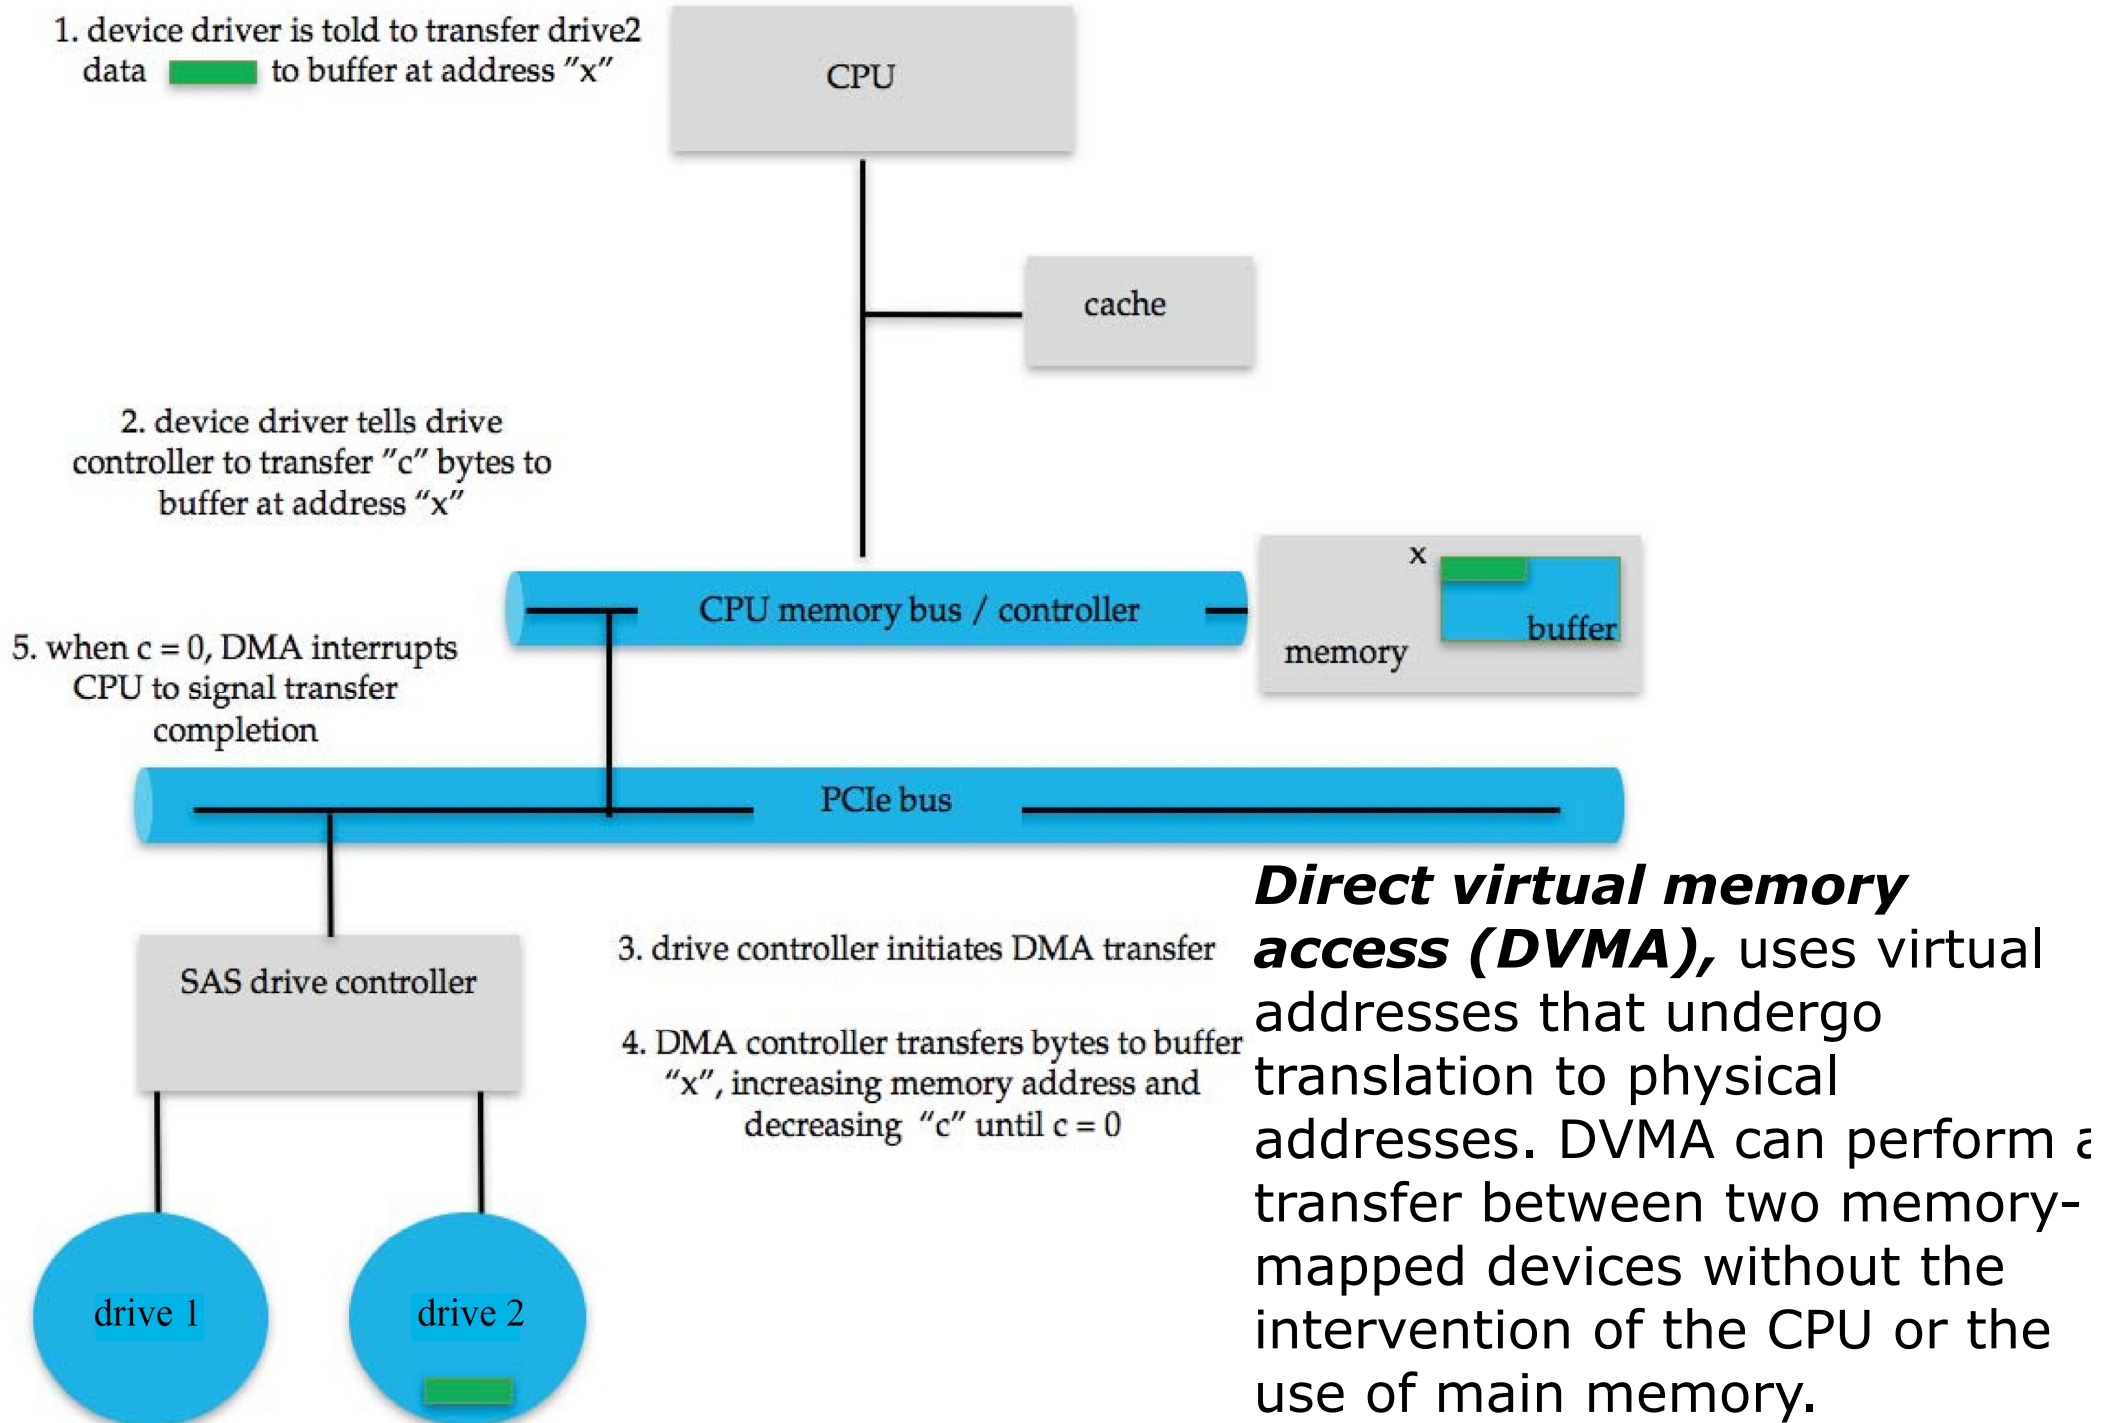 1. device driver is told to transfer drive2
data to buffer at address "x"
CPU
cache
2. device driver tells drive
controller to transfer "c" bytes to
buffer at address "x"
CPU memory bus / controller
x
buffer
memory
5. when c = 0, DMA interrupts
CPU to signal transfer
completion
PCIe bus
SAS drive controller
3. drive controller initiates DMA transfer
4. DMA controller transfers bytes to buffer
"x", increasing memory address and
decreasing "c" until c = 0
drive 1
drive 2
Direct virtual memory
access (DVMA), uses virtual
addresses that undergo
translation to physical
addresses. DVMA can perform a
transfer between two memory-
mapped devices without the
intervention of the CPU or the
use of main memory.